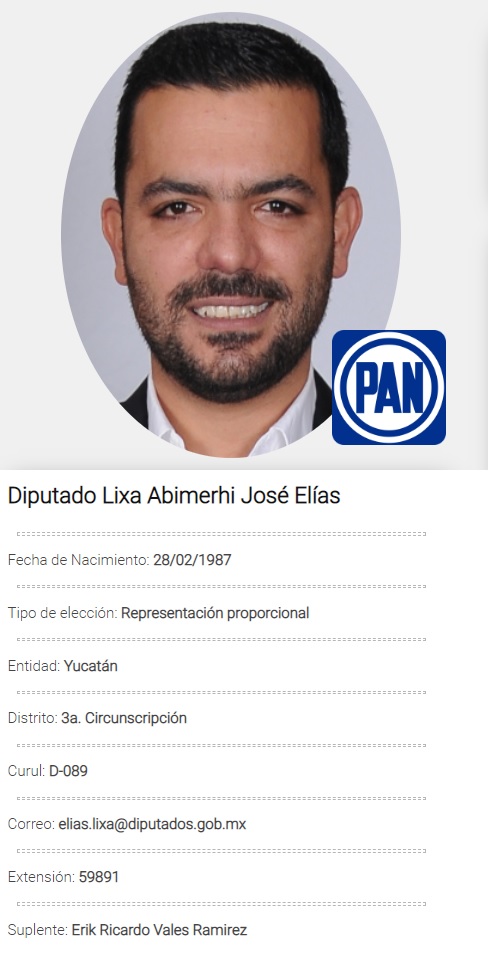 PAN
Diputado Lixa Abimerhi José Elías
Fecha de Nacimiento: 28/02/1987
Tipo de elección: Representación proporcional
Entidad: Yucatán
Distrito: 3a. Circunscripción
Curul: D-089
Correo: elias.lixa@diputados.gob.mx
Extensión: 59891
Suplente: Erik Ricardo Vales Ramirez